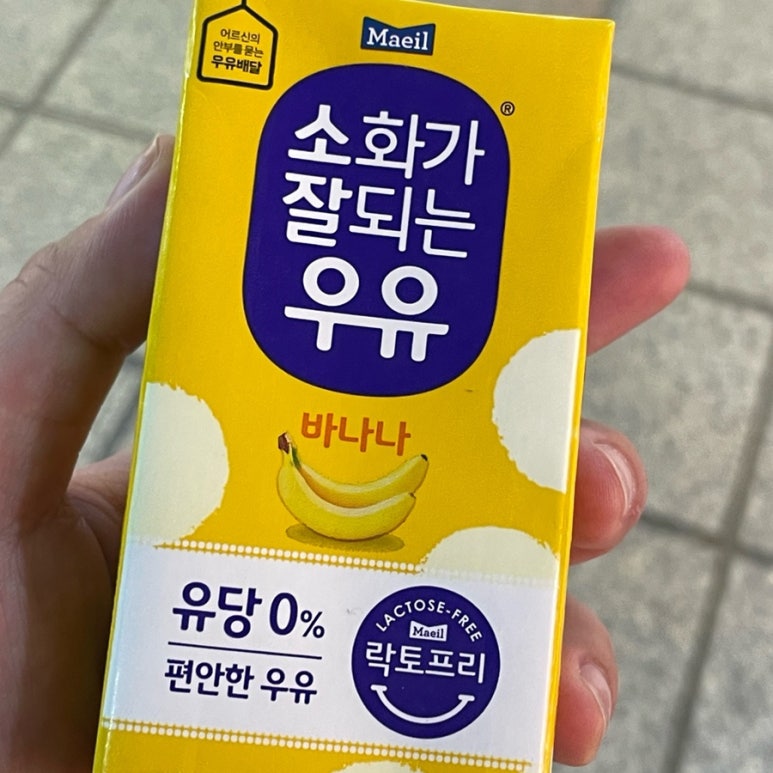 어르신의
안부를 묻는
우유배달
Maeil
소화가
잘되는
우유
®
바나나
유당 0%
편안한 우유
LACTOSE-FREE
Maeil
락토프리